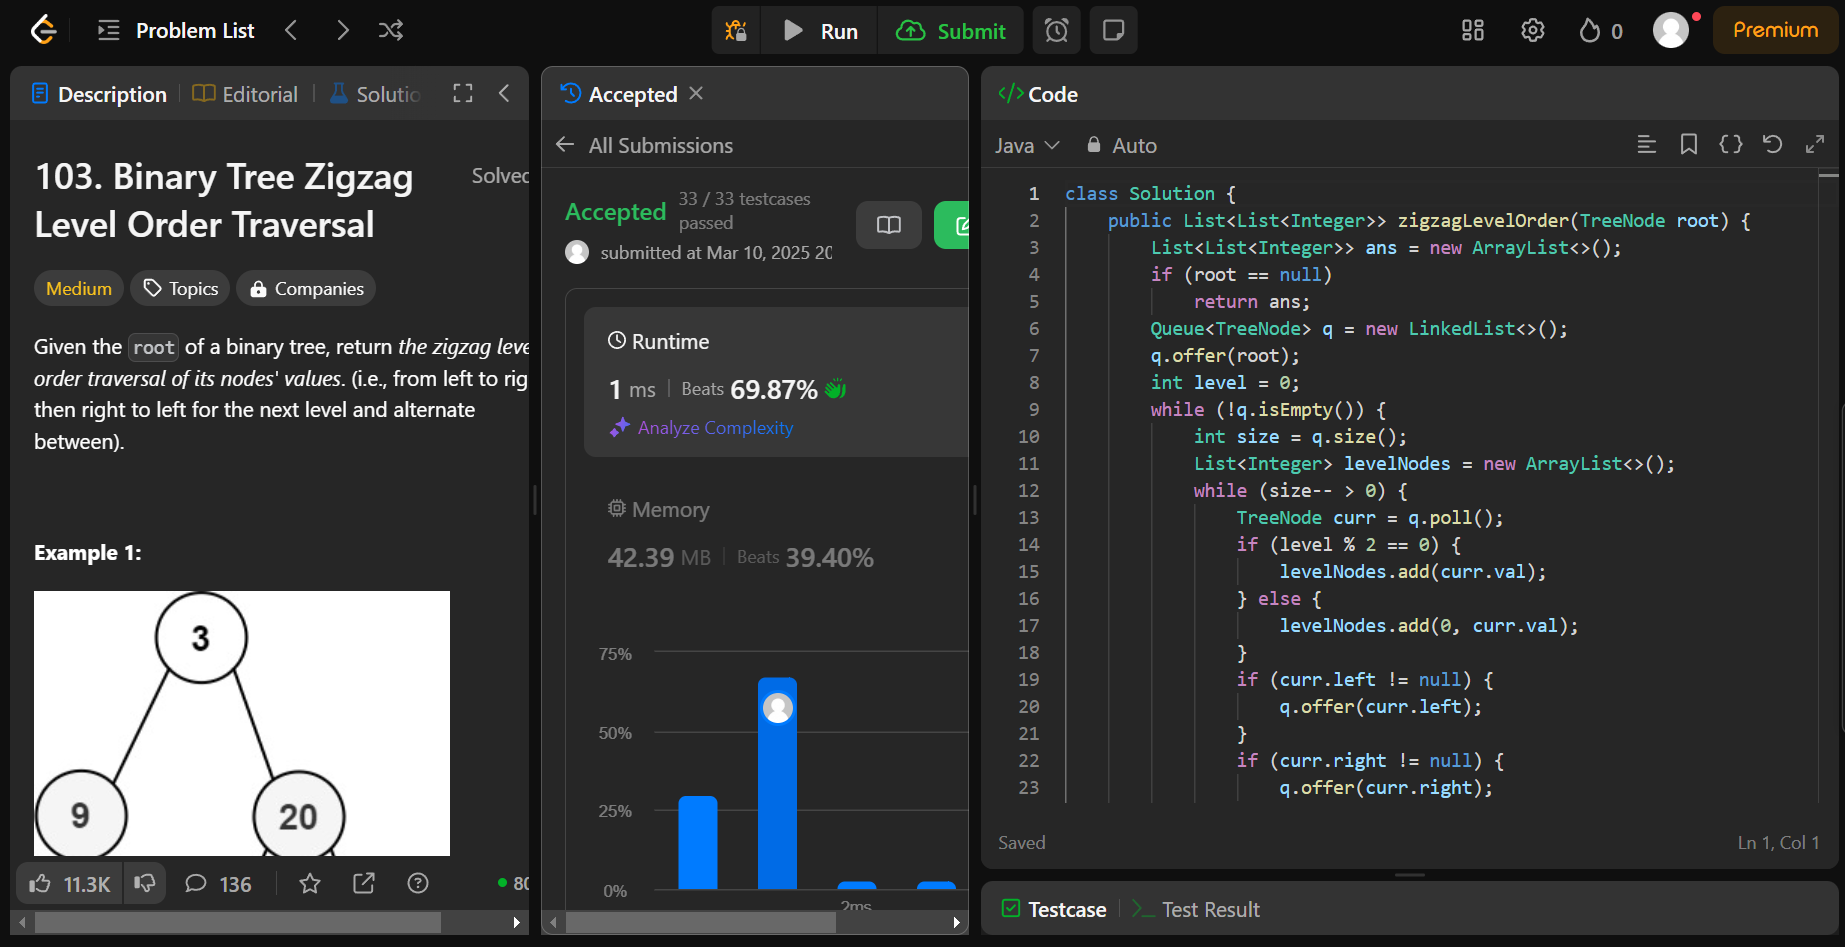 Problem List
Run
Submit
0
Premium
Description
Editorial
Solutio
103. Binary Tree Zigzag
Level Order Traversal
Solved
Medium
Topics
Companies
Given the root of a binary tree, return the zigzag leve
order traversal of its nodes' values. (i.e., from left to rig
then right to left for the next level and alternate
between).
Example 1:
3
9
20
11.3K
136
80
Accepted
All Submissions
Accepted
33 / 33 testcases
passed
submitted at Mar 10, 2025 20
Runtime
1 ms
Beats 69.87%
Analyze Complexity
Memory
42.39 MB
Beats 39.40%
75%
50%
25%
0%
2ms
</> Code
Java
Auto
1 class Solution {
2 public List<List<Integer>> zigzagLevelOrder(TreeNode root) {
3 List<List<Integer>> ans = new ArrayList<>();
4 if (root == null)
5 return ans;
6 Queue<TreeNode> q = new LinkedList<>();
7 q.offer(root);
8 int level = 0;
9 while (!q.isEmpty()) {
10 int size = q.size();
11 List<Integer> levelNodes = new ArrayList<>();
12 while (size-- > 0) {
13 TreeNode curr = q.poll();
14 if (level % 2 == 0) {
15 levelNodes.add(curr.val);
16 } else {
17 levelNodes.add(0, curr.val);
18 }
19 if (curr.left != null) {
20 q.offer(curr.left);
21 }
22 if (curr.right != null) {
23 q.offer(curr.right);
Saved
Ln 1, Col 1
Testcase
Test Result